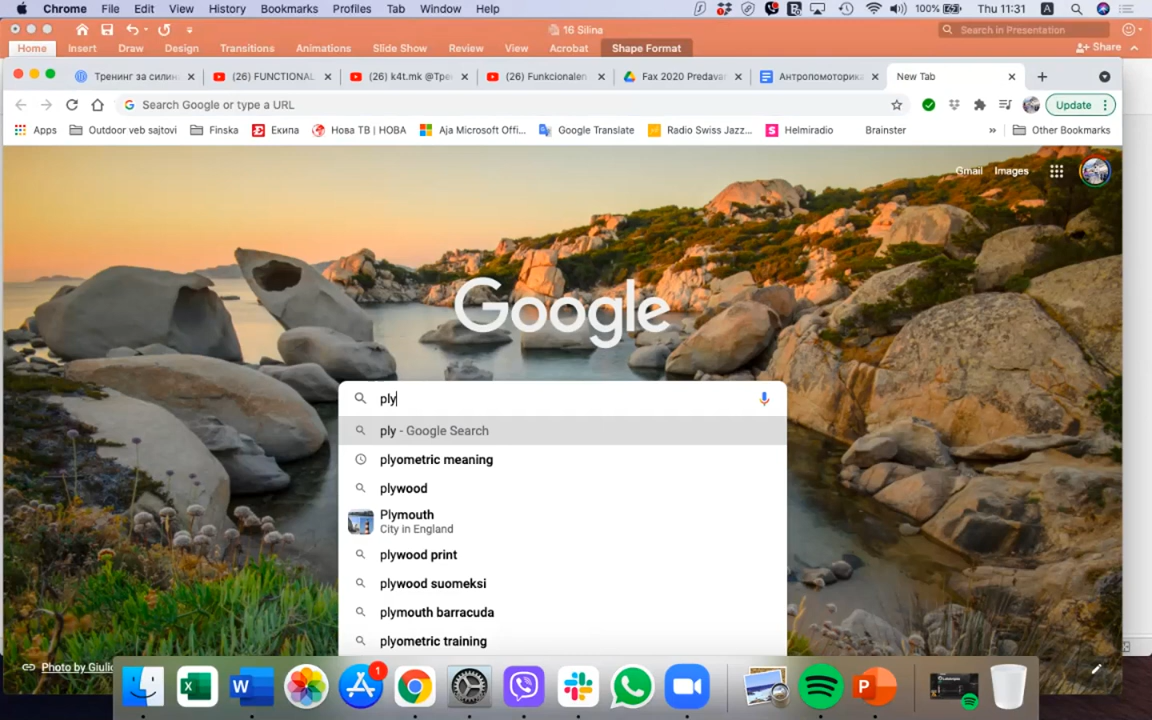 Chrome File Edit View History Bookmarks Profiles Tab Window Help 100% Thu 11:31 A
16 Silina Search in Presentation
Home Insert Draw Design Transitions Animations Slide Show Review View Acrobat Shape Format Share
Тренинг за силин (26) FUNCTIONAL (26) k4t.mk @Тре (26) Funkcionalen Fax 2020 Predava Антропомоторика New Tab
Search Google or type a URL Update
Apps Outdoor veb sajtovi Finska Екипа Нова ТВ | НОВА Aja Microsoft Offi... Google Translate Radio Swiss Jazz... Helmiradio Brainster » Other Bookmarks
Gmail Images
Google
ply
ply - Google Search
plyometric meaning
plywood
Plymouth
City in England
plywood print
plywood suomeksi
plymouth barracuda
plyometric training
Photo by Giulio
1